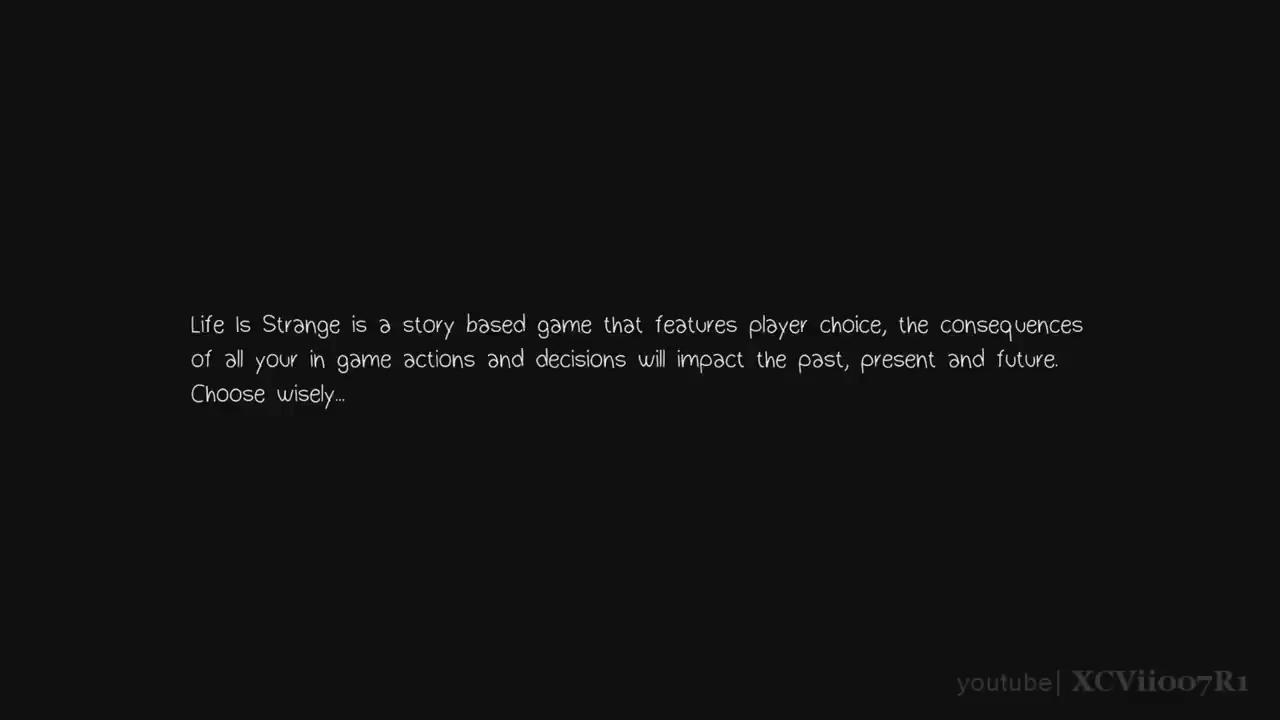 Life Is Strange is a story based game that features player choice, the consequences
of all your in game actions and decisions will impact the past, present and future.
Choose wisely...
youtube| XCVii007R1